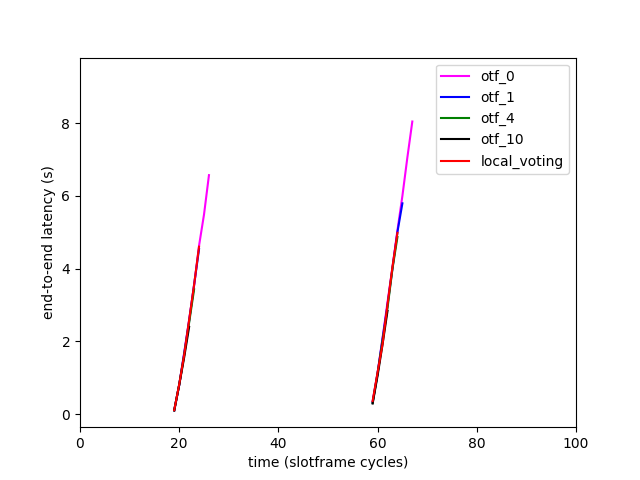 otf_0
otf_1
otf_4
otf_10
local_voting
end-to-end latency (s)
8
6
4
2
0
0 20 40 60 80 100
time (slotframe cycles)